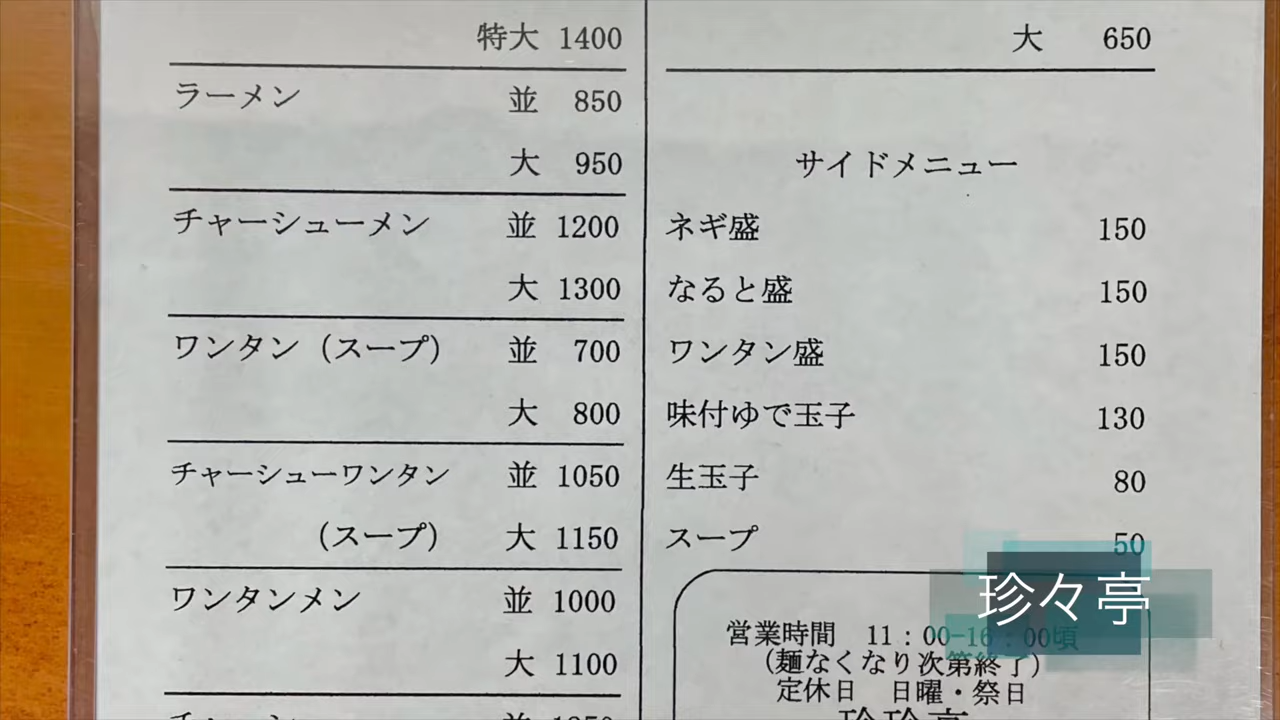 特大 1400
ラーメン 並 850
大 950
チャーシューメン 並 1200
大 1300
ワンタン（スープ） 並 700
大 800
チャーシューワンタン 並 1050
（スープ） 大 1150
ワンタンメン 並 1000
大 1100
大 650
サイドメニュー
ネギ盛 150
なると盛 150
ワンタン盛 150
味付ゆで玉子 130
生玉子 80
スープ 50
営業時間 11：00-16：00頃
（麺なくなり次第終了）
定休日 日曜・祭日
珍々亭